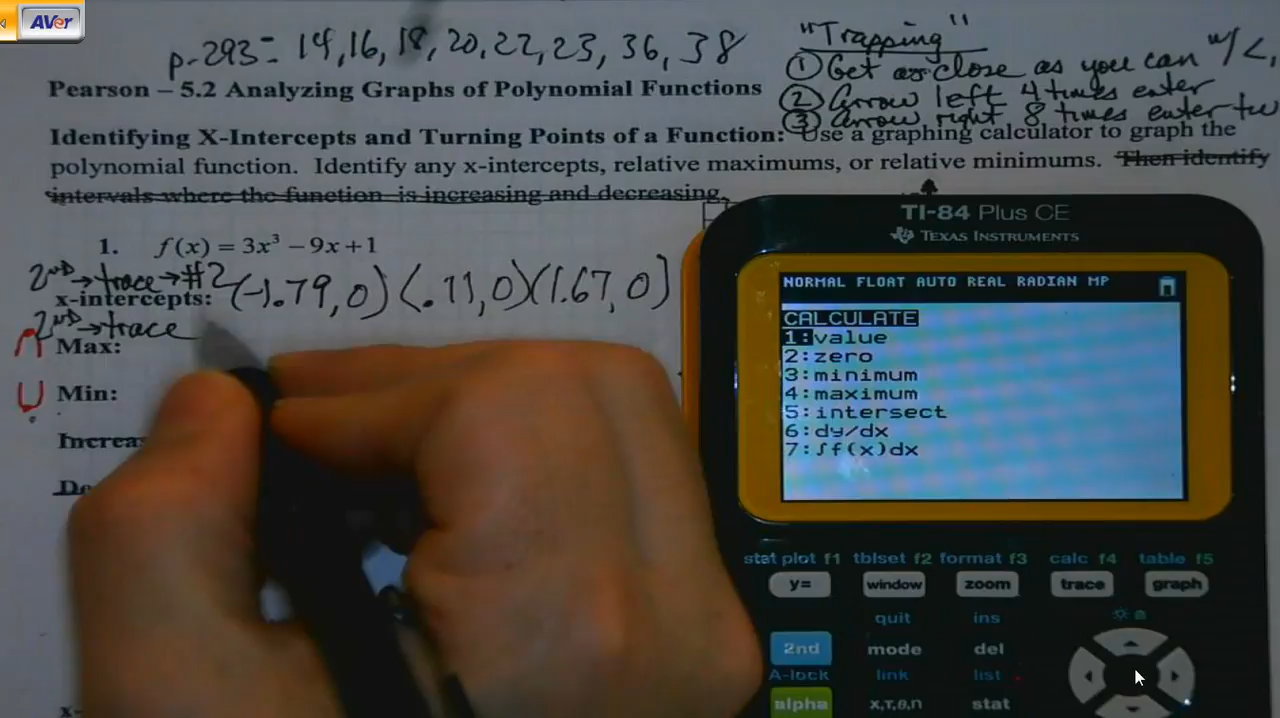 AVer
p.293 = 14, 16, 18, 20, 22, 23, 36, 38
"Trapping"
① Get as close as you can w/ <,
② Arrow left 4 times enter
③ Arrow right 8 times enter tw
Pearson – 5.2 Analyzing Graphs of Polynomial Functions
Identifying X-Intercepts and Turning Points of a Function: Use a graphing calculator to graph the
polynomial function. Identify any x-intercepts, relative maximums, or relative minimums. Then identify
intervals where the function is increasing and decreasing.
1. f(x) = 3x³ − 9x + 1
2ND → trace → #2
x-intercepts: (-1.79, 0) (.11, 0) (1.67, 0)
2ND → trace
Max:
Min:
Increas
De
x-
TI-84 Plus CE
TEXAS INSTRUMENTS
NORMAL FLOAT AUTO REAL RADIAN MP
CALCULATE
1:value
2:zero
3:minimum
4:maximum
5:intersect
6:dy/dx
7:∫f(x)dx
stat plot f1 tblset f2 format f3 calc f4 table f5
y= window zoom trace graph
quit ins
2nd mode del
A-lock link list
alpha X,T,θ,n stat